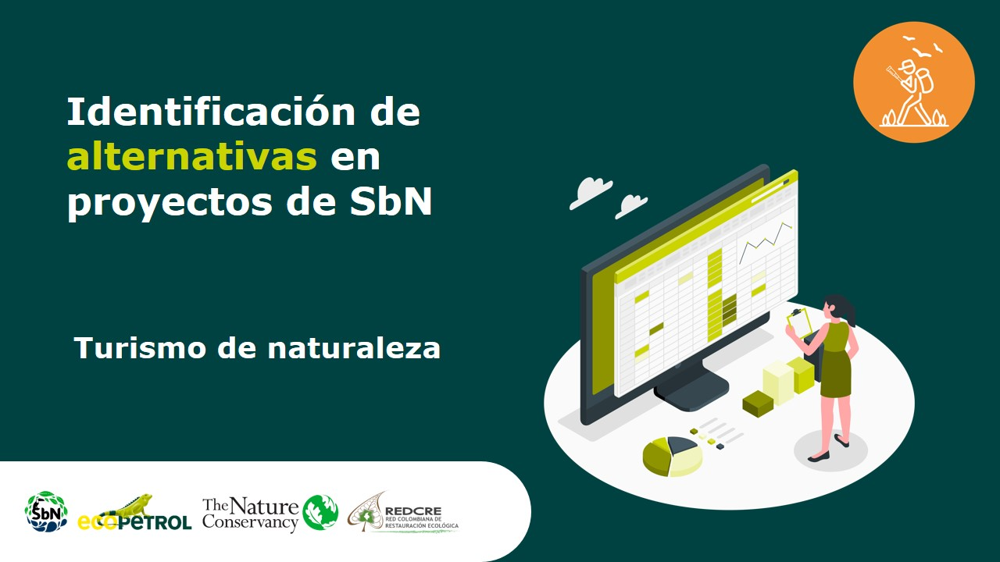 Identificación de
alternativas en
proyectos de SbN
Turismo de naturaleza
SbN
ecoPETROL
The Nature
Conservancy
REDCRE
RED COLOMBIANA DE
RESTAURACIÓN ECOLÓGICA